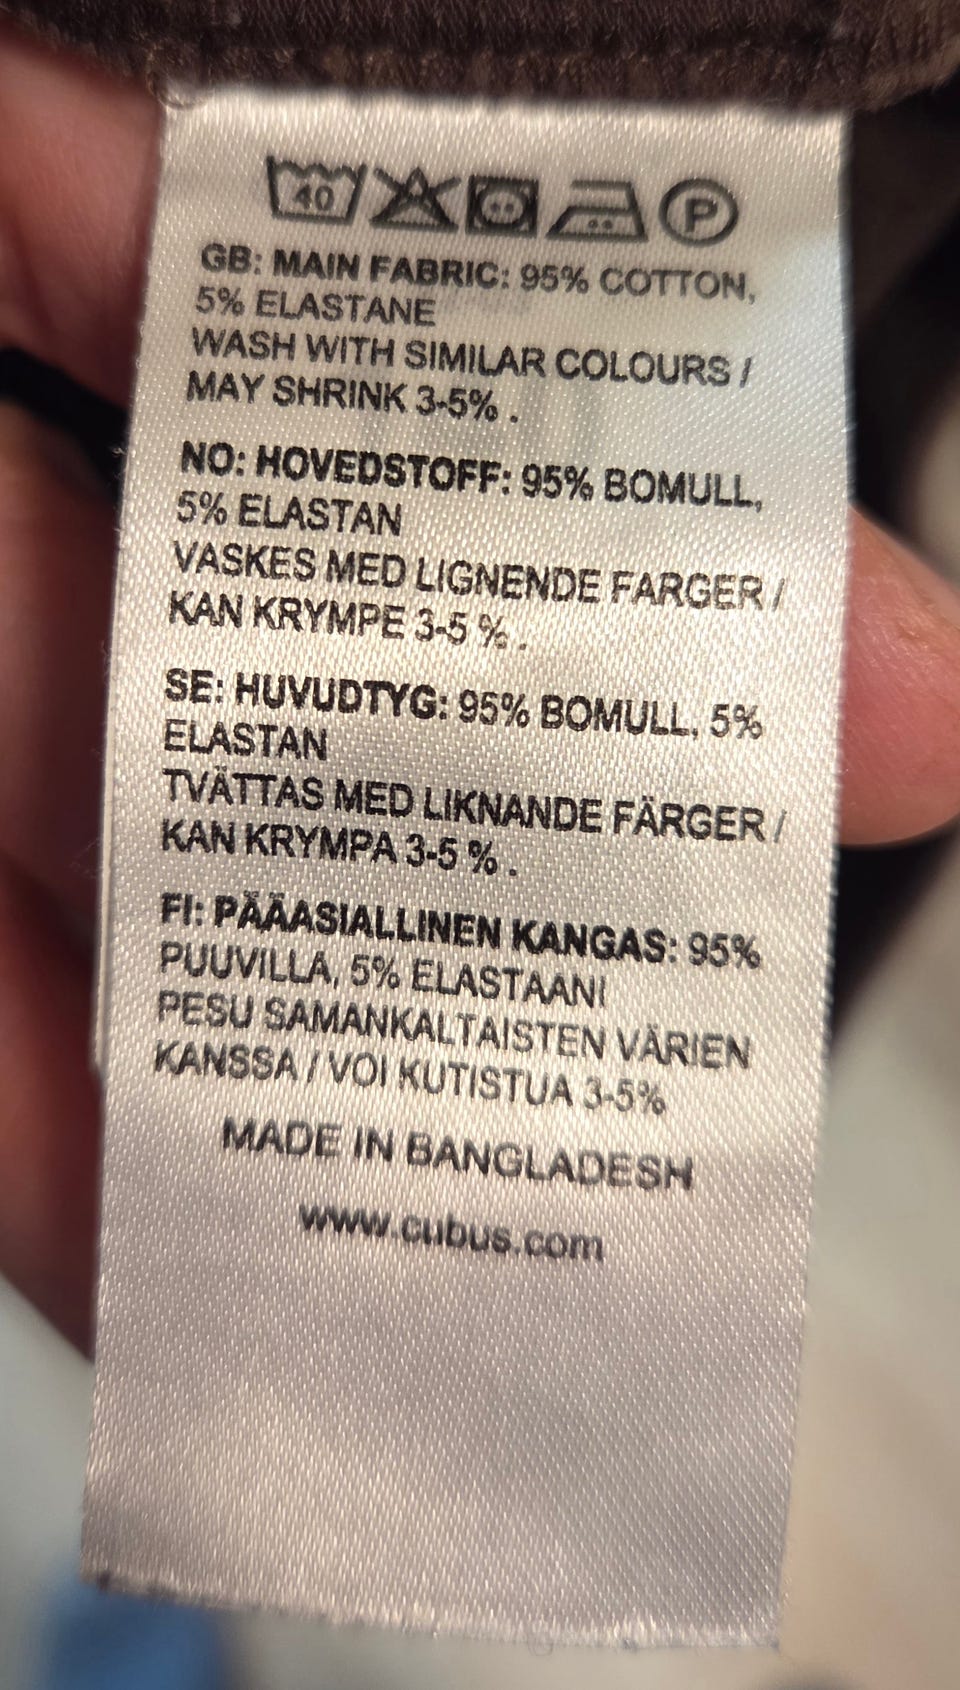 40 P
GB: MAIN FABRIC: 95% COTTON,
5% ELASTANE
WASH WITH SIMILAR COLOURS /
MAY SHRINK 3-5% .
NO: HOVEDSTOFF: 95% BOMULL,
5% ELASTAN
VASKES MED LIGNENDE FARGER /
KAN KRYMPE 3-5 % .
SE: HUVUDTYG: 95% BOMULL, 5%
ELASTAN
TVÄTTAS MED LIKNANDE FÄRGER /
KAN KRYMPA 3-5 % .
FI: PÄÄASIALLINEN KANGAS: 95%
PUUVILLA, 5% ELASTAANI
PESU SAMANKALTAISTEN VÄRIEN
KANSSA / VOI KUTISTUA 3-5%
MADE IN BANGLADESH
www.cubus.com